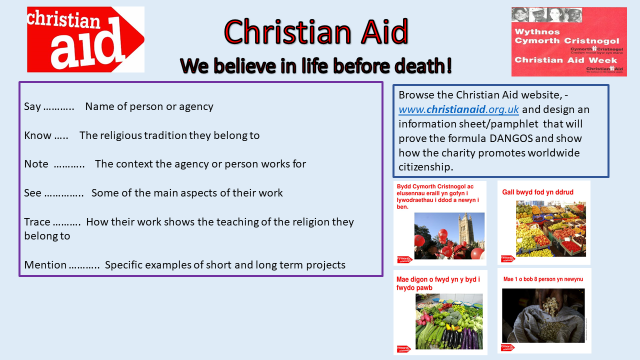 christian
aid
Christian Aid
We believe in life before death!
Wythnos
Cymorth Cristnogol
Christian Aid Week
Say ……….. Name of person or agency
Know ….. The religious tradition they belong to
Note ……….. The context the agency or person works for
See ………….. Some of the main aspects of their work
Trace ………. How their work shows the teaching of the religion they
belong to
Mention ……….. Specific examples of short and long term projects
Browse the Christian Aid website, -
www.christianaid.org.uk and design an
information sheet/pamphlet that will
prove the formula DANGOS and show
how the charity promotes worldwide
citizenship.
Bydd Cymorth Cristnogol ac
elusennau eraill yn gofyn i
lywodraethau i ddod a newyn i
ben.
Gall bwyd fod yn ddrud
Mae digon o fwyd yn y byd i
fwydo pawb
Mae 1 o bob 8 person yn newynu